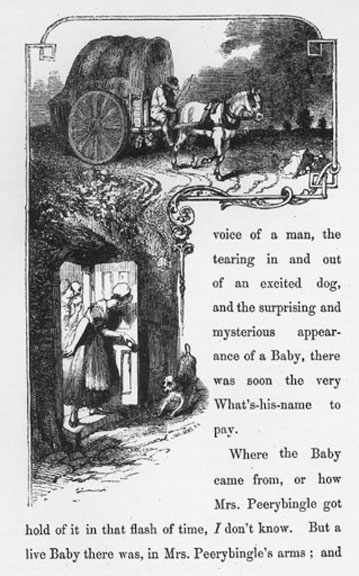 voice of a man, the
tearing in and out
of an excited dog,
and the surprising and
mysterious appear-
ance of a Baby, there
was soon the very
What's-his-name to
pay.
Where the Baby
came from, or how
Mrs. Peerybingle got
hold of it in that flash of time, I don't know. But a
live Baby there was, in Mrs. Peerybingle's arms ; and